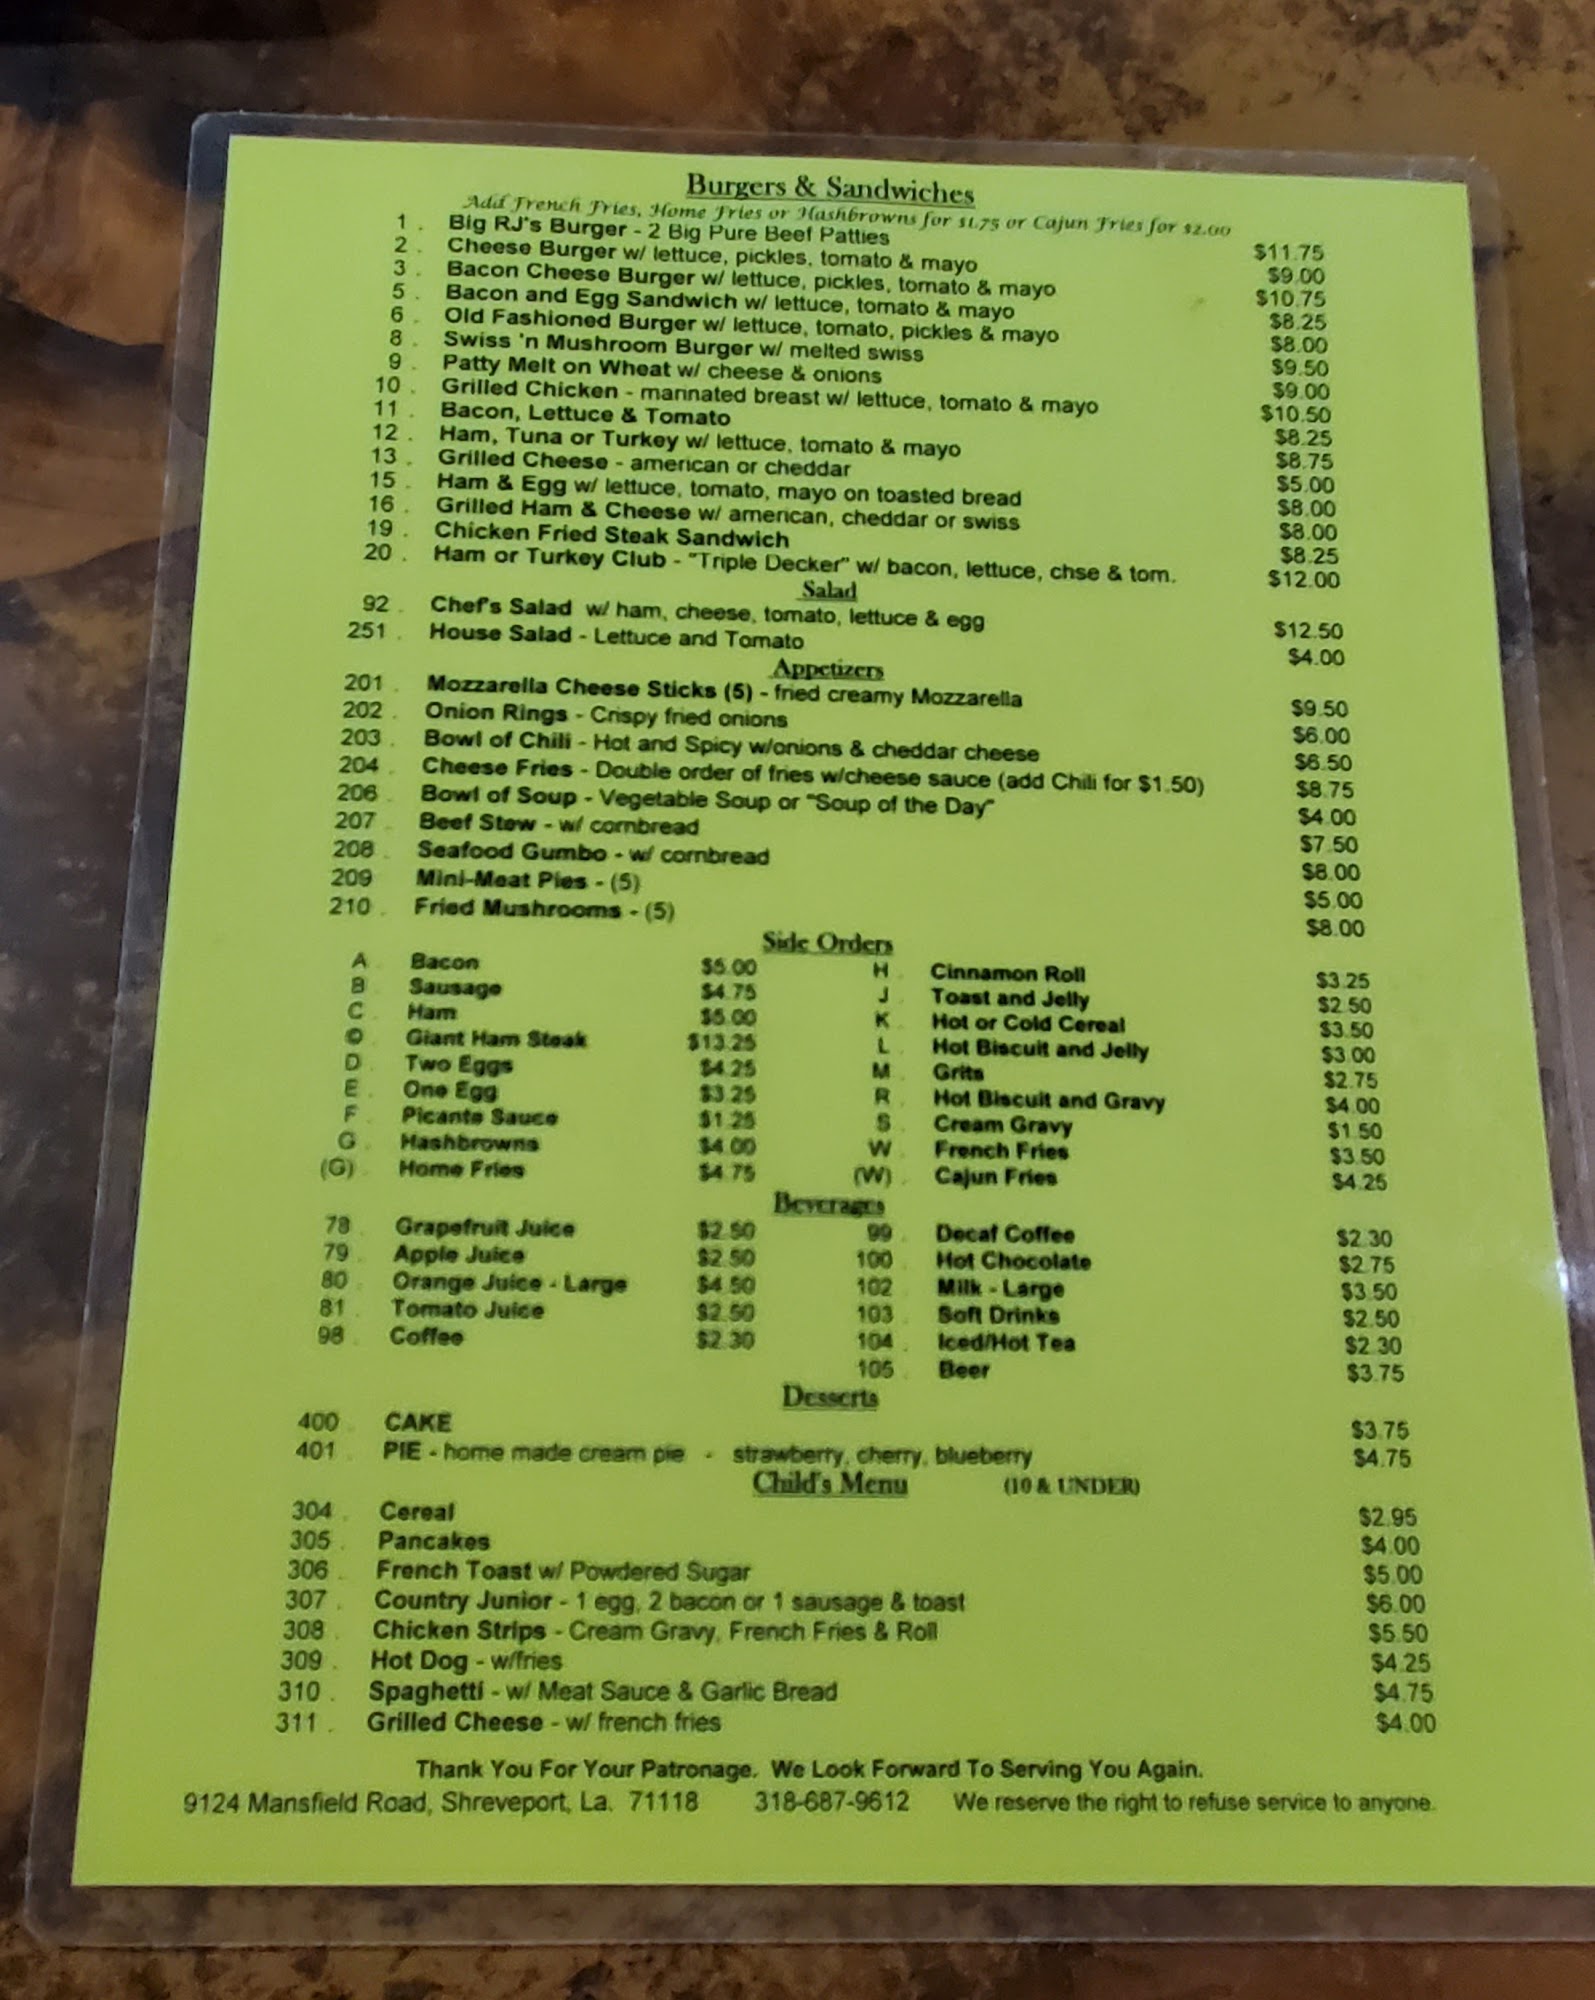 Burgers & Sandwiches
Add French Fries, Home Fries or Hashbrowns for $1.75 or Cajun Fries for $2.00
1 . Big RJ's Burger - 2 Big Pure Beef Patties $11.75
2 . Cheese Burger w/ lettuce, pickles, tomato & mayo $9.00
3 . Bacon Cheese Burger w/ lettuce, pickles, tomato & mayo $10.75
5 . Bacon and Egg Sandwich w/ lettuce, tomato & mayo $8.25
6 . Old Fashioned Burger w/ lettuce, tomato, pickles & mayo $8.00
8 . Swiss 'n Mushroom Burger w/ melted swiss $9.50
9 . Patty Melt on Wheat w/ cheese & onions $9.00
10 . Grilled Chicken - marinated breast w/ lettuce, tomato & mayo $10.50
11 . Bacon, Lettuce & Tomato $8.25
12 . Ham, Tuna or Turkey w/ lettuce, tomato & mayo $8.75
13 . Grilled Cheese - american or cheddar $5.00
15 . Ham & Egg w/ lettuce, tomato, mayo on toasted bread $8.00
16 . Grilled Ham & Cheese w/ american, cheddar or swiss $8.00
19 . Chicken Fried Steak Sandwich $8.25
20 . Ham or Turkey Club - "Triple Decker" w/ bacon, lettuce, chse & tom. $12.00
Salad
92 . Chef's Salad w/ ham, cheese, tomato, lettuce & egg $12.50
251 . House Salad - Lettuce and Tomato $4.00
Appetizers
201 . Mozzarella Cheese Sticks (5) - fried creamy Mozzarella $9.50
202 . Onion Rings - Crispy fried onions $6.00
203 . Bowl of Chili - Hot and Spicy w/onions & cheddar cheese $6.50
204 . Cheese Fries - Double order of fries w/cheese sauce (add Chili for $1.50) $8.75
206 . Bowl of Soup - Vegetable Soup or "Soup of the Day" $4.00
207 . Beef Stew - w/ cornbread $7.50
208 . Seafood Gumbo - w/ cornbread $8.00
209 Mini-Meat Pies - (5) $5.00
210 . Fried Mushrooms - (5) $8.00
Side Orders
A . Bacon $5.00 H . Cinnamon Roll $3.25
B . Sausage $4.75 J . Toast and Jelly $2.50
C . Ham $5.00 K . Hot or Cold Cereal $3.50
© . Giant Ham Steak $13.25 L . Hot Biscuit and Jelly $3.00
D . Two Eggs $4.25 M . Grits $2.75
E . One Egg $3.25 R . Hot Biscuit and Gravy $4.00
F . Picante Sauce $1.25 S . Cream Gravy $1.50
G . Hashbrowns $4.00 W . French Fries $3.50
(G) . Home Fries $4.75 (W) . Cajun Fries $4.25
Beverages
78 . Grapefruit Juice $2.50 99 . Decaf Coffee $2.30
79 . Apple Juice $2.50 100 . Hot Chocolate $2.75
80 . Orange Juice - Large $4.50 102 . Milk - Large $3.50
81 . Tomato Juice $2.50 103 . Soft Drinks $2.50
98 . Coffee $2.30 104 . Iced/Hot Tea $2.30
105 . Beer $3.75
Desserts
400 . CAKE $3.75
401 . PIE - home made cream pie - strawberry, cherry, blueberry $4.75
Child's Menu (10 & UNDER)
304 . Cereal $2.95
305 . Pancakes $4.00
306 . French Toast w/ Powdered Sugar $5.00
307 . Country Junior - 1 egg, 2 bacon or 1 sausage & toast $6.00
308 . Chicken Strips - Cream Gravy, French Fries & Roll $5.50
309 . Hot Dog - w/fries $4.25
310 . Spaghetti - w/ Meat Sauce & Garlic Bread $4.75
311 . Grilled Cheese - w/ french fries $4.00
Thank You For Your Patronage. We Look Forward To Serving You Again.
9124 Mansfield Road, Shreveport, La. 71118 318-687-9612 We reserve the right to refuse service to anyone.